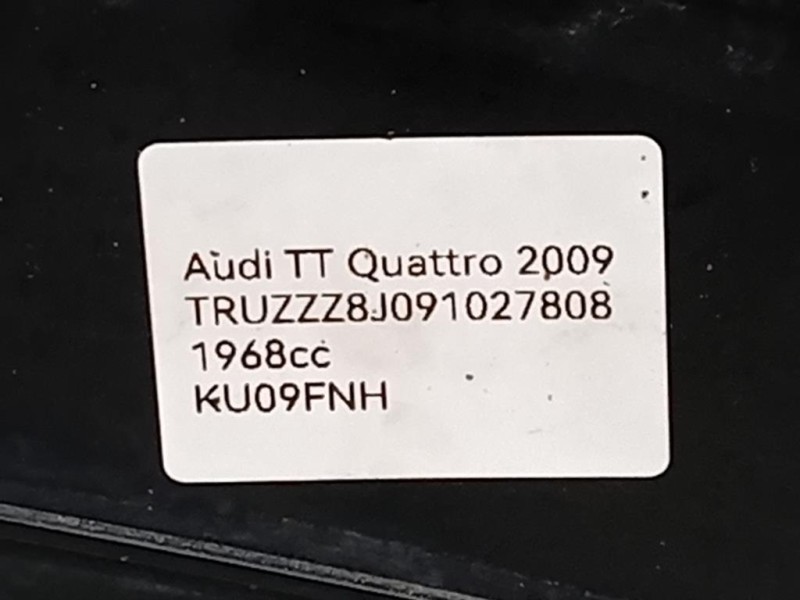 Audi TT Quattro 2009
TRUZZZ8J091027808
1968cc
KU09FNH